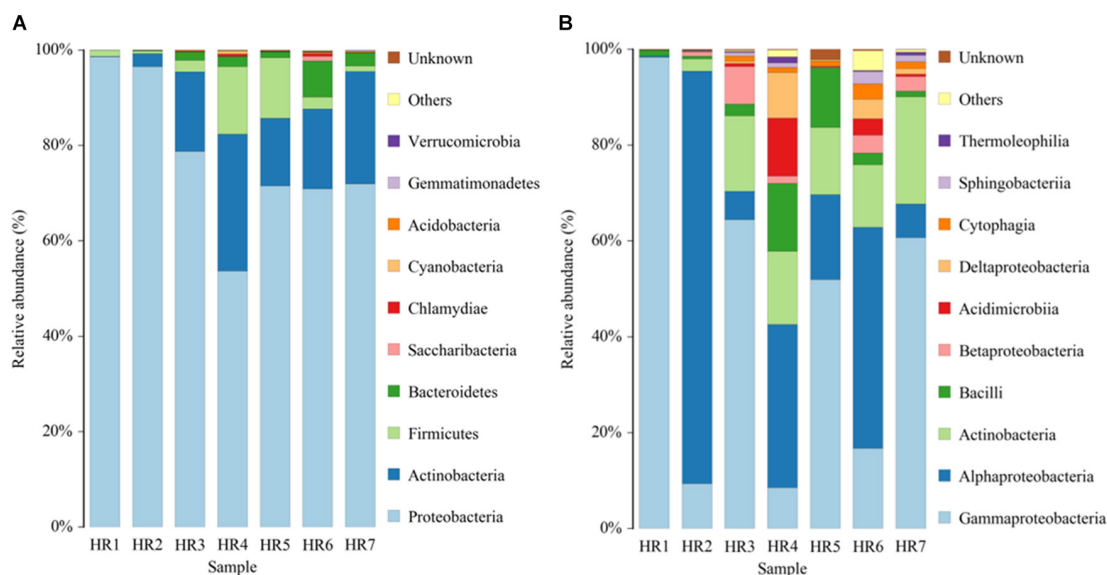 A
Relative abundance (%)
100%
80%
60%
40%
20%
0%
HR1 HR2 HR3 HR4 HR5 HR6 HR7
Sample
Unknown
Others
Verrucomicrobia
Gemmatimonadetes
Acidobacteria
Cyanobacteria
Chlamydiae
Saccharibacteria
Bacteroidetes
Firmicutes
Actinobacteria
Proteobacteria
B
Relative abundance (%)
100%
80%
60%
40%
20%
0%
HR1 HR2 HR3 HR4 HR5 HR6 HR7
Sample
Unknown
Others
Thermoleophilia
Sphingobacteriia
Cytophagia
Deltaproteobacteria
Acidimicrobiia
Betaproteobacteria
Bacilli
Actinobacteria
Alphaproteobacteria
Gammaproteobacteria